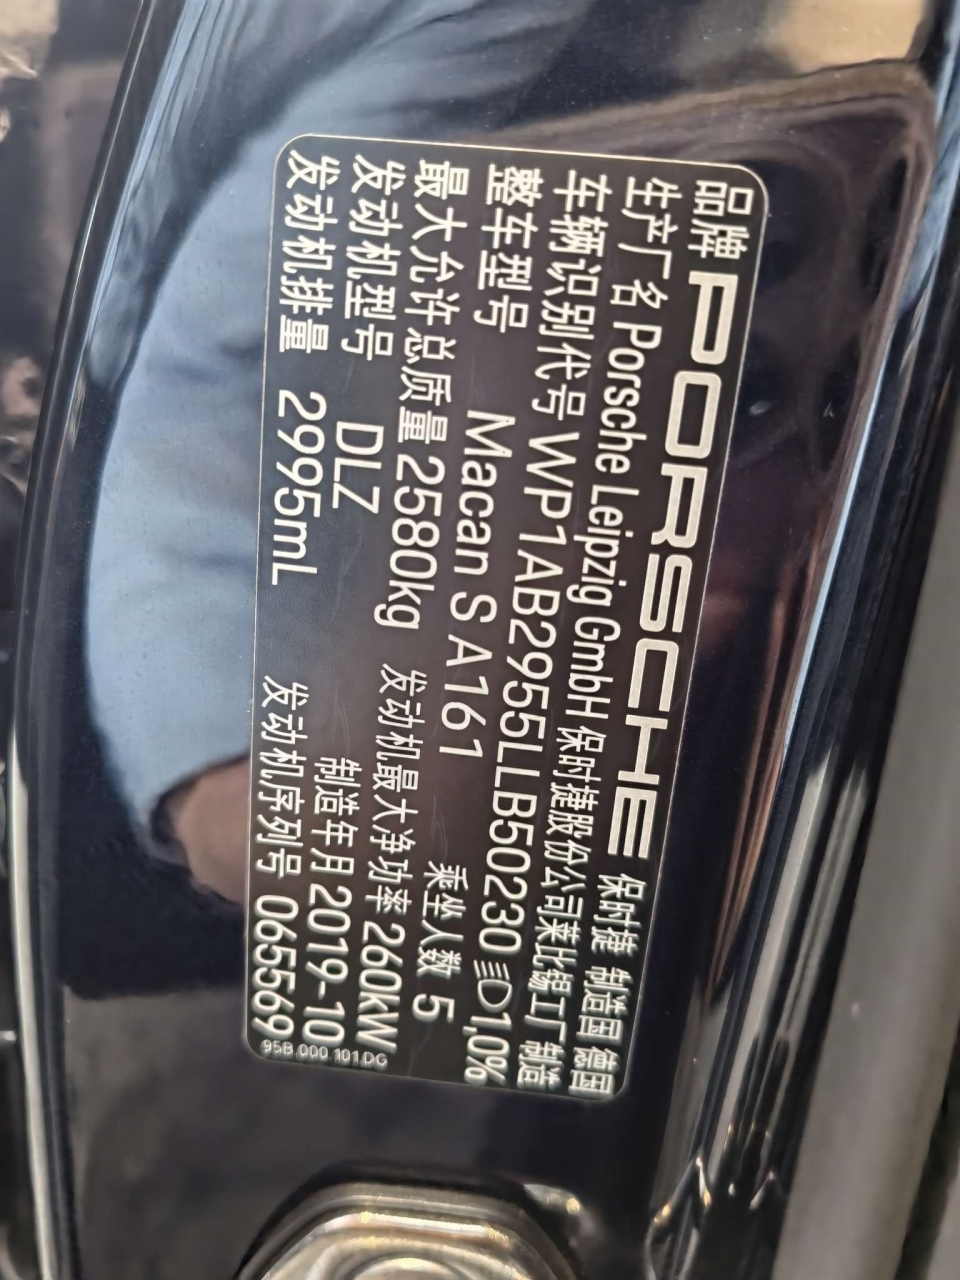 品牌 PORSCHE 保时捷 制造国 德国
生产厂名 Porsche Leipzig GmbH 保时捷股份公司莱比锡工厂制造
车辆识别代号 WP1AB2955LLB50230 1,0%
整车型号 Macan S A161
最大允许总质量 2580kg 乘坐人数 5
发动机型号 DLZ 发动机最大净功率 260kW
制造年月 2019-10
发动机排量 2995mL 发动机序列号 065569
95B.000.101.DG